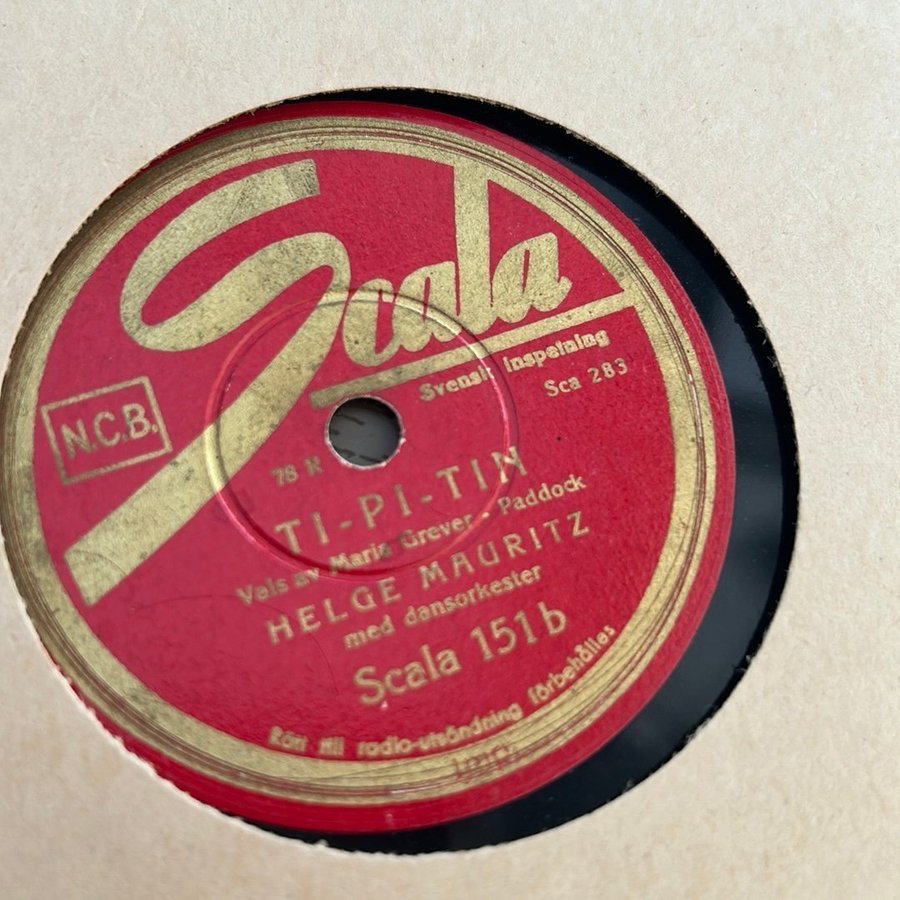 Scala
Svensk inspelning
Sca 283
N.C.B.
78 N
TI-PI-TIN
Vals av Maria Grever - Paddock
HELGE MAURITZ
med dansorkester
Scala 151b
Rätt till radio-utsändning förbehålles